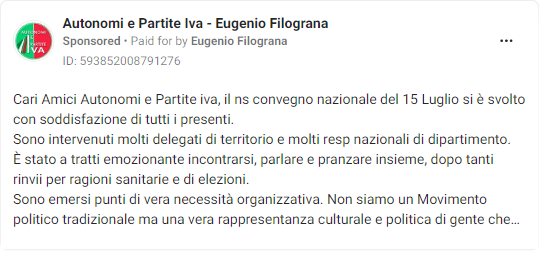 Autonomi e Partite Iva - Eugenio Filograna
Sponsored • Paid for by Eugenio Filograna
ID: 593852008791276
Cari Amici Autonomi e Partite iva, il ns convegno nazionale del 15 Luglio si è svolto
con soddisfazione di tutti i presenti.
Sono intervenuti molti delegati di territorio e molti resp nazionali di dipartimento.
È stato a tratti emozionante incontrarsi, parlare e pranzare insieme, dopo tanti
rinvii per ragioni sanitarie e di elezioni.
Sono emersi punti di vera necessità organizzativa. Non siamo un Movimento
politico tradizionale ma una vera rappresentanza culturale e politica di gente che...